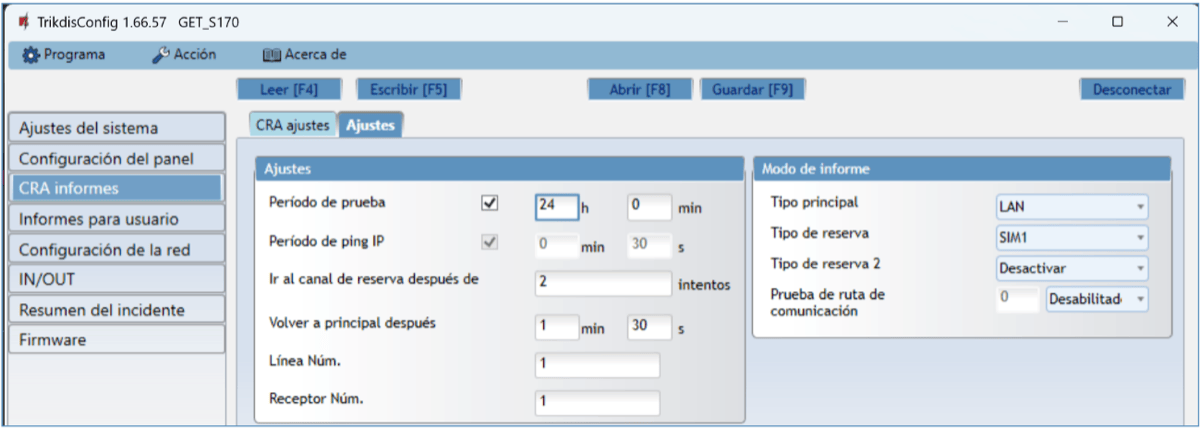 TrikdisConfig 1.66.57 GET_S170
Programa Acción Acerca de
Leer [F4] Escribir [F5] Abrir [F8] Guardar [F9] Desconectar
Ajustes del sistema
Configuración del panel
CRA informes
Informes para usuario
Configuración de la red
IN/OUT
Resumen del incidente
Firmware
CRA ajustes Ajustes
Ajustes
Período de prueba 24 h 0 min
Período de ping IP 0 min 30 s
Ir al canal de reserva después de 2 intentos
Volver a principal después 1 min 30 s
Línea Núm. 1
Receptor Núm. 1
Modo de informe
Tipo principal LAN
Tipo de reserva SIM1
Tipo de reserva 2 Desactivar
Prueba de ruta de 0 Desabilitad
comunicación